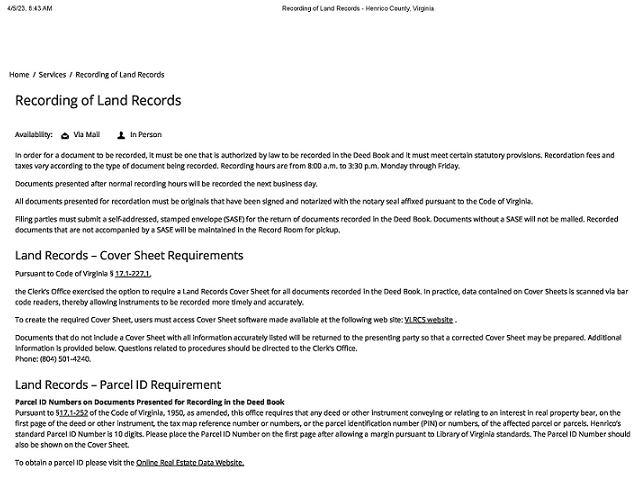 4/5/23, 8:43 AM
Recording of Land Records - Henrico County, Virginia
Home / Services / Recording of Land Records
Recording of Land Records
Availability: Via Mail In Person
In order for a document to be recorded, it must be one that is authorized by law to be recorded in the Deed Book and it must meet certain statutory provisions. Recordation fees and
taxes vary according to the type of document being recorded. Recording hours are from 8:00 a.m. to 3:30 p.m. Monday through Friday.
Documents presented after normal recording hours will be recorded the next business day.
All documents presented for recordation must be originals that have been signed and notarized with the notary seal affixed pursuant to the Code of Virginia.
Filing parties must submit a self-addressed, stamped envelope (SASE) for the return of documents recorded in the Deed Book. Documents without a SASE will not be mailed. Recorded
documents that are not accompanied by a SASE will be maintained in the Record Room for pickup.
Land Records – Cover Sheet Requirements
Pursuant to Code of Virginia § 17.1-227.1,
the Clerk's Office exercised the option to require a Land Records Cover Sheet for all documents recorded in the Deed Book. In practice, data contained on Cover Sheets is scanned via bar
code readers, thereby allowing instruments to be recorded more timely and accurately.
To create the required Cover Sheet, users must access Cover Sheet software made available at the following web site: VLRCS website .
Documents that do not include a Cover Sheet with all information accurately listed will be returned to the presenting party so that a corrected Cover Sheet may be prepared. Additional
information is provided below. Questions related to procedures should be directed to the Clerk's Office.
Phone: (804) 501-4240.
Land Records – Parcel ID Requirement
Parcel ID Numbers on Documents Presented for Recording in the Deed Book
Pursuant to §17.1-252 of the Code of Virginia, 1950, as amended, this office requires that any deed or other instrument conveying or relating to an interest in real property bear, on the
first page of the deed or other instrument, the tax map reference number or numbers, or the parcel identification number (PIN) or numbers, of the affected parcel or parcels. Henrico's
standard Parcel ID Number is 10 digits. Please place the Parcel ID Number on the first page after allowing a margin pursuant to Library of Virginia standards. The Parcel ID Number should
also be shown on the Cover Sheet.
To obtain a parcel ID please visit the Online Real Estate Data Website.